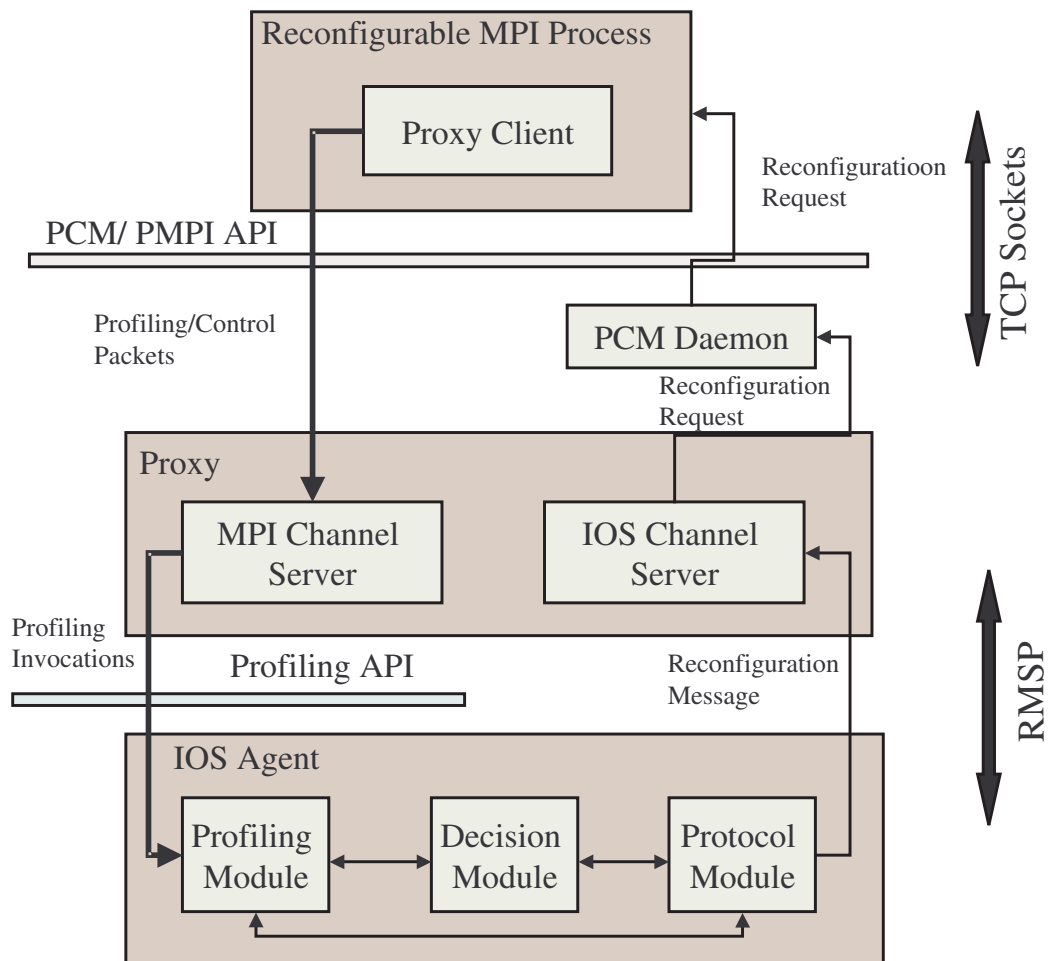 Reconfigurable MPI Process
Proxy Client
Reconfiguratioon
Request
TCP Sockets
PCM/ PMPI API
Profiling/Control
Packets
PCM Daemon
Reconfiguration
Request
Proxy
MPI Channel
Server
IOS Channel
Server
Profiling
Invocations
Profiling API
Reconfiguration
Message
RMSP
IOS Agent
Profiling
Module
Decision
Module
Protocol
Module